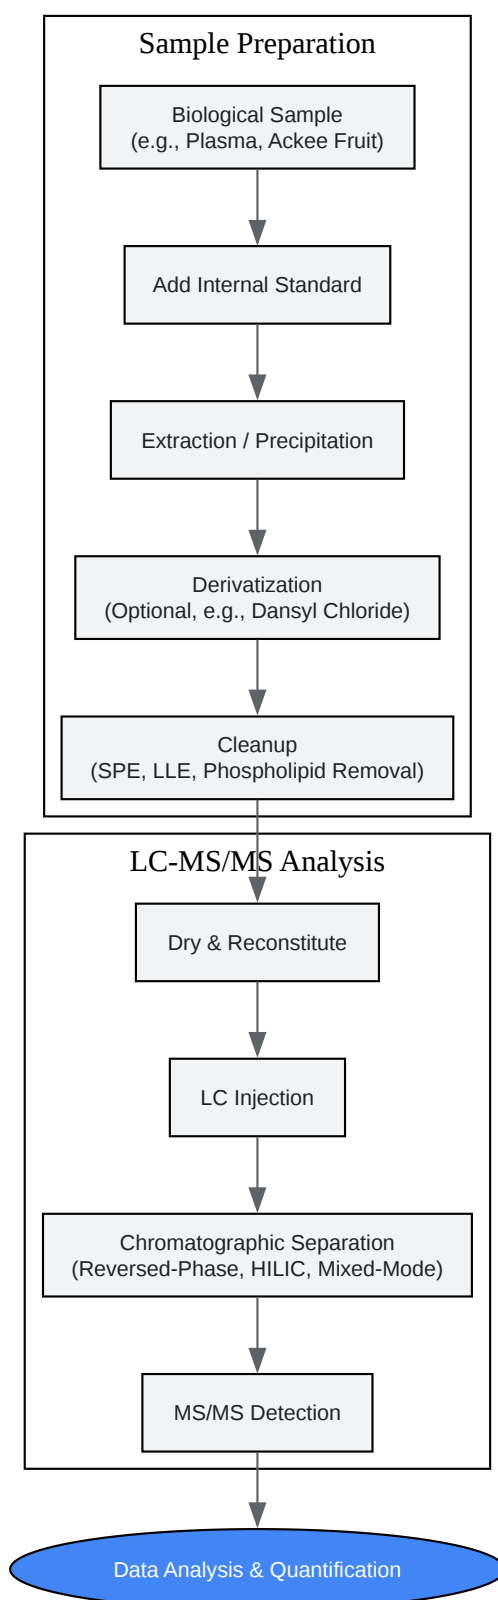 Sample Preparation
Biological Sample
(e.g., Plasma, Ackee Fruit)
Add Internal Standard
Extraction / Precipitation
Derivatization
(Optional, e.g., Dansyl Chloride)
Cleanup
(SPE, LLE, Phospholipid Removal)
LC-MS/MS Analysis
Dry & Reconstitute
LC Injection
Chromatographic Separation
(Reversed-Phase, HILIC, Mixed-Mode)
MS/MS Detection
Data Analysis & Quantification